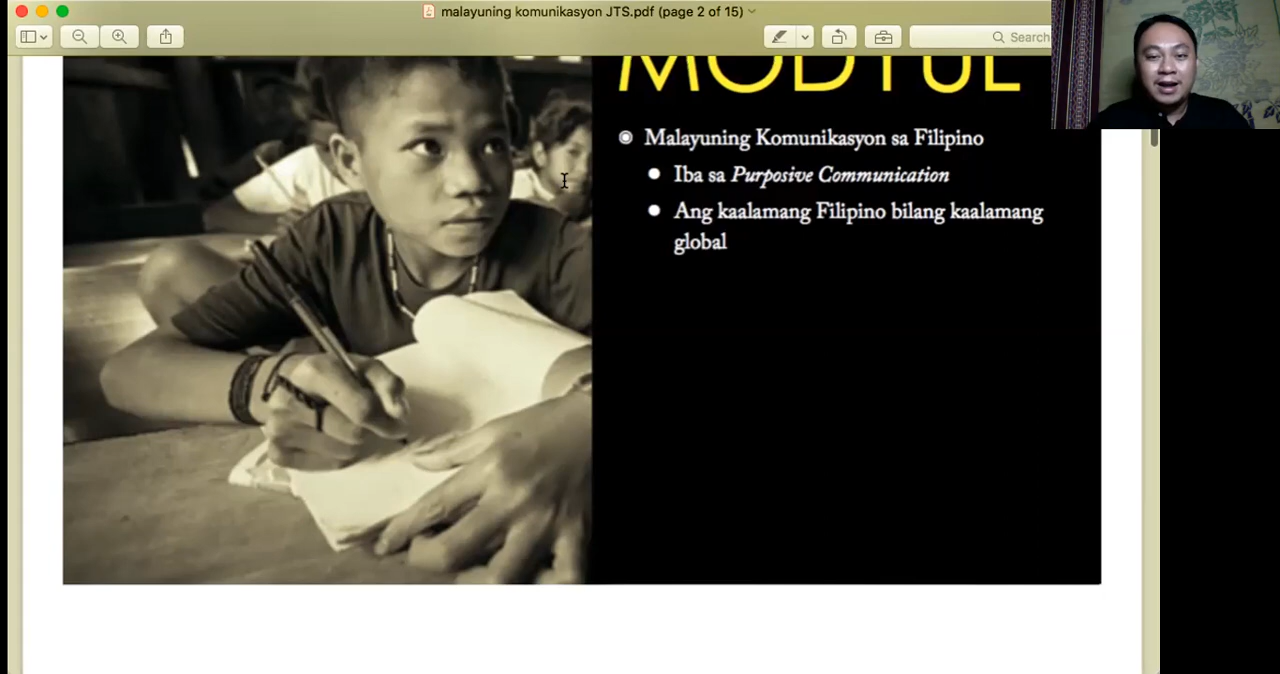 malayuning komunikasyon JTS.pdf (page 2 of 15)
Search
MODYUL
Malayuning Komunikasyon sa Filipino
Iba sa Purposive Communication
Ang kaalamang Filipino bilang kaalamang
global